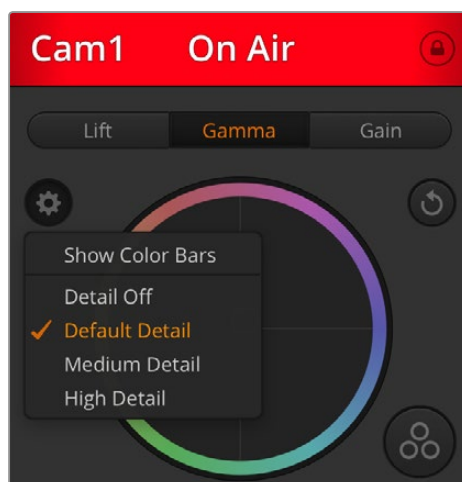 Cam1 On Air
Lift Gamma Gain
Show Color Bars
Detail Off
Default Detail
Medium Detail
High Detail